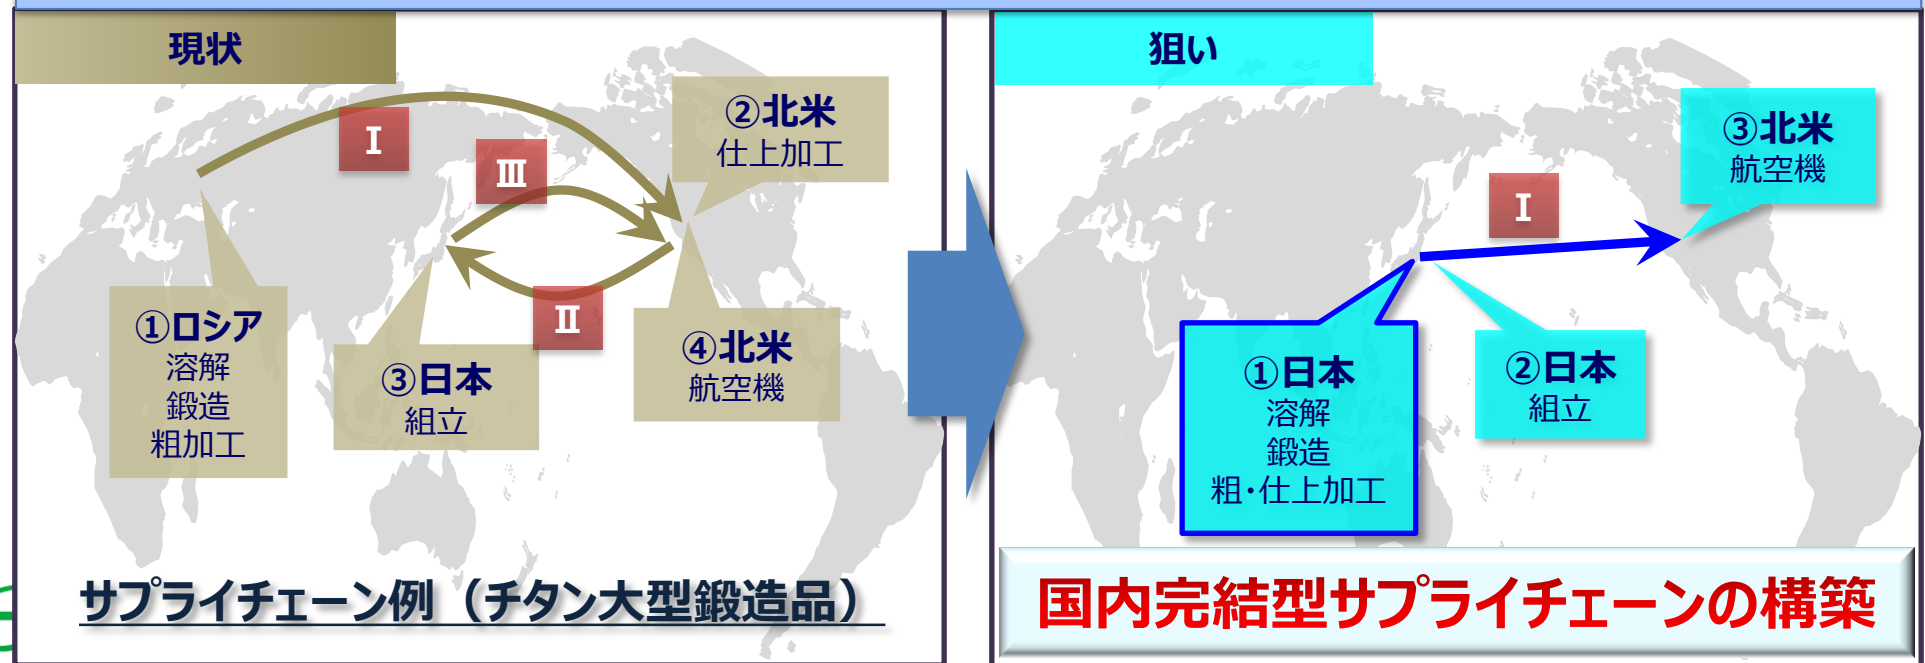 現状
Ⅰ
Ⅲ
Ⅱ
②北米
仕上加工
①ロシア
溶解
鍛造
粗加工
③日本
組立
④北米
航空機
サプライチェーン例（チタン大型鍛造品）
狙い
Ⅰ
③北米
航空機
①日本
溶解
鍛造
粗・仕上加工
②日本
組立
国内完結型サプライチェーンの構築